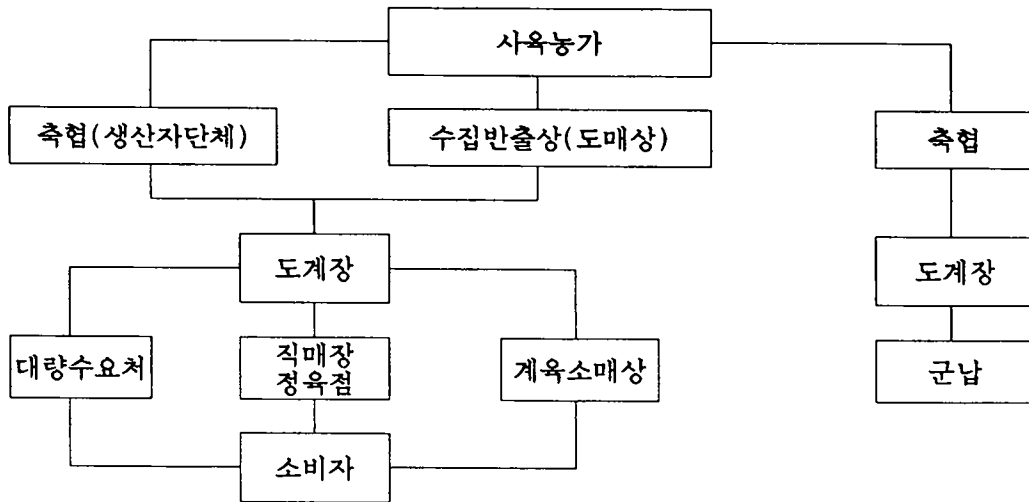 사육농가
축협(생산자단체)
수집반출상(도매상)
축협
도계장
도계장
대량수요처
직매장
정육점
계육소매상
군납
소비자